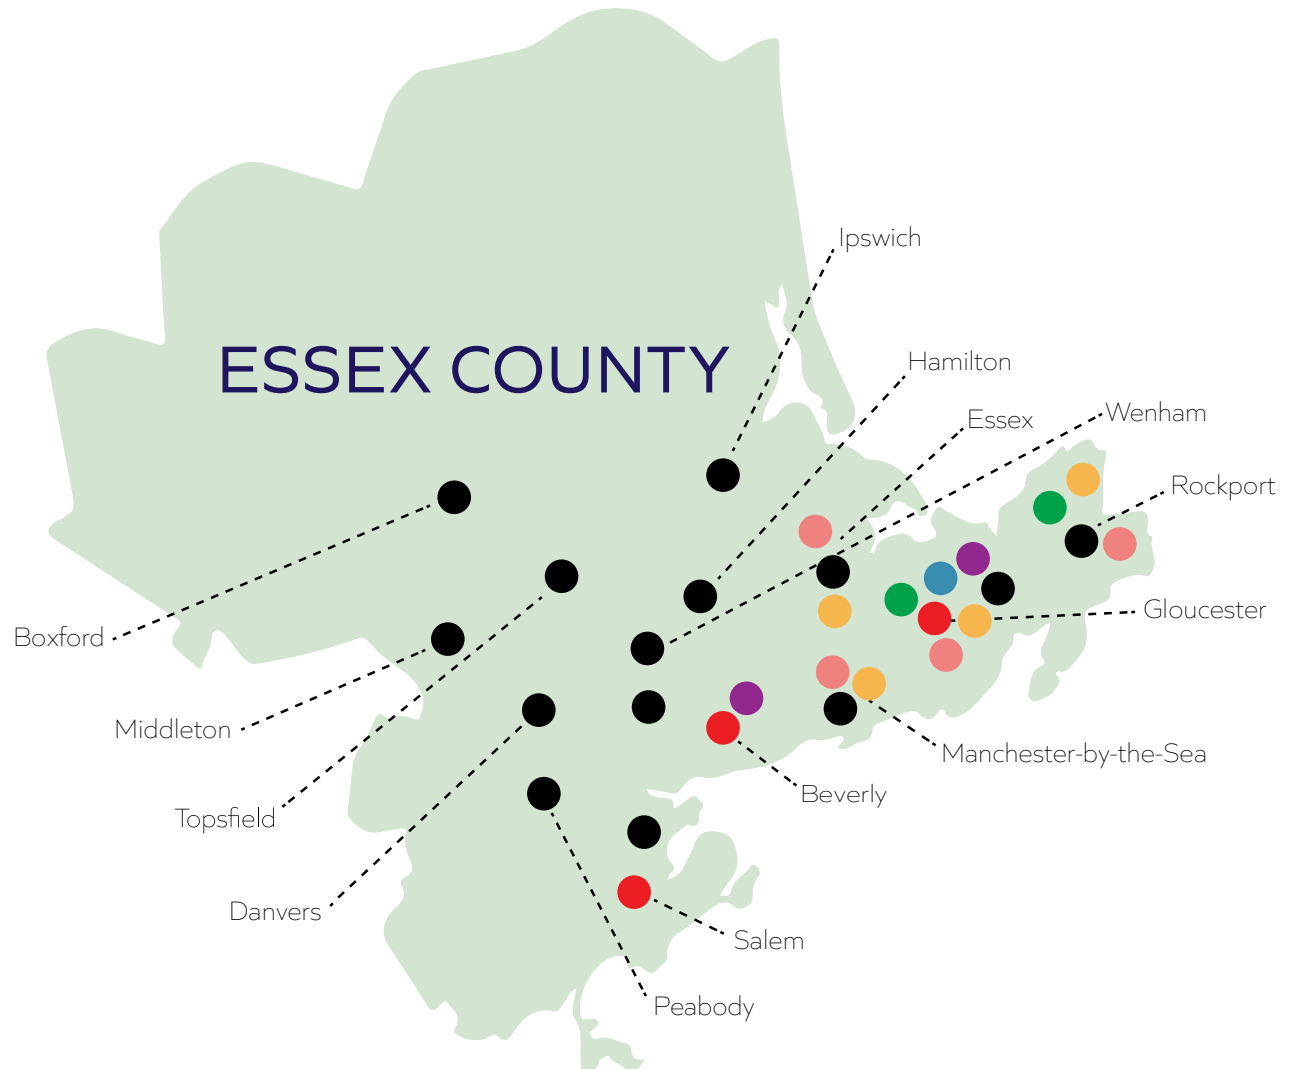 Ipswich
ESSEX COUNTY
Hamilton
Essex
Wenham
Rockport
Gloucester
Boxford
Middleton
Manchester-by-the-Sea
Beverly
Topsfield
Danvers
Salem
Peabody